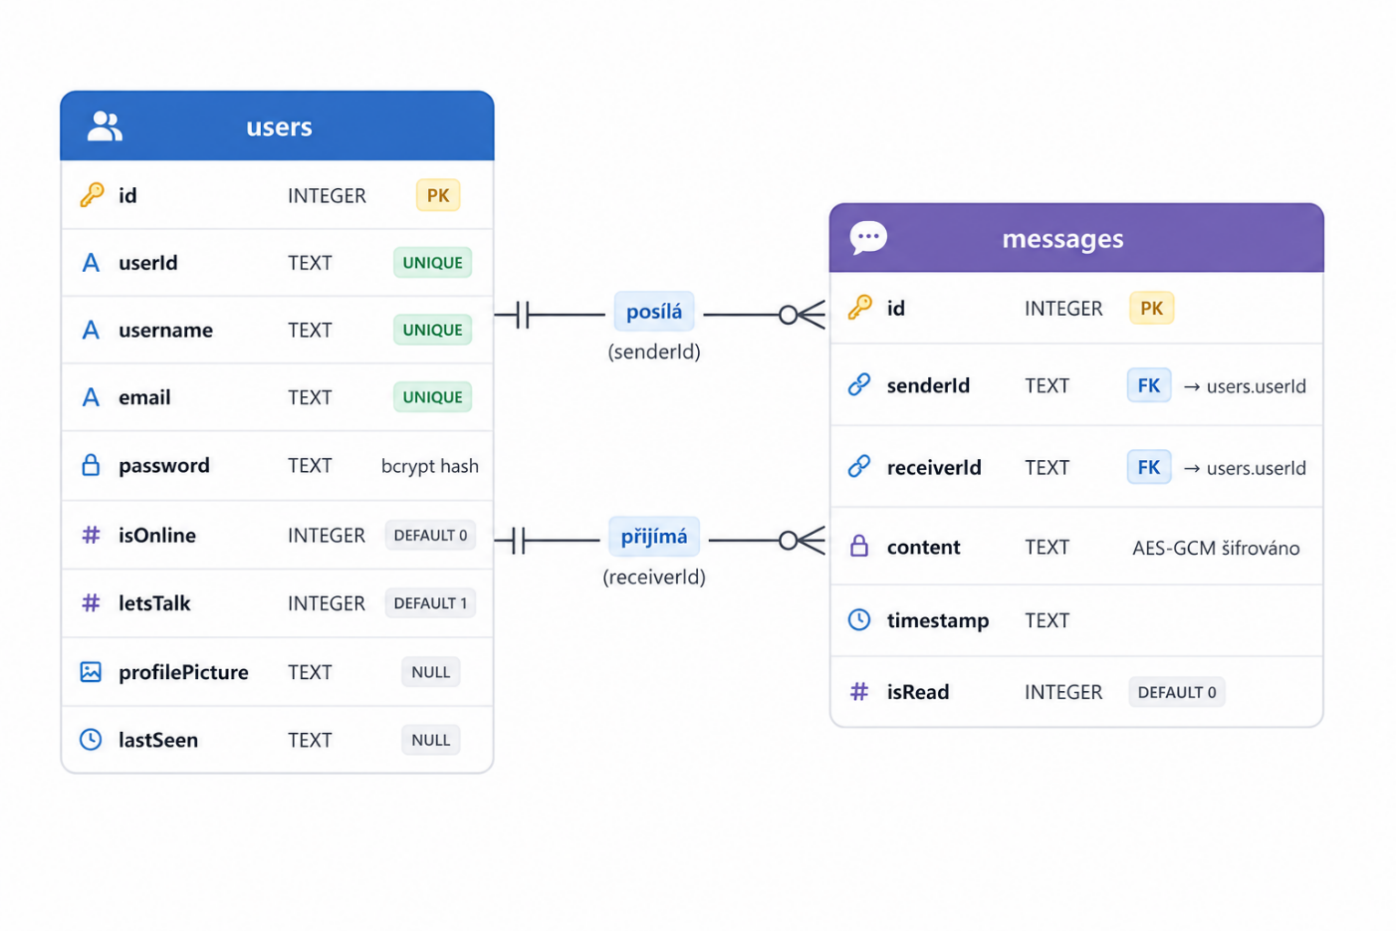 users
id INTEGER PK
A userId TEXT UNIQUE
A username TEXT UNIQUE
A email TEXT UNIQUE
password TEXT bcrypt hash
# isOnline INTEGER DEFAULT 0
# letsTalk INTEGER DEFAULT 1
profilePicture TEXT NULL
lastSeen TEXT NULL
posílá
(senderId)
přijímá
(receiverId)
messages
id INTEGER PK
senderId TEXT FK → users.userId
receiverId TEXT FK → users.userId
content TEXT AES-GCM šifrováno
timestamp TEXT
# isRead INTEGER DEFAULT 0